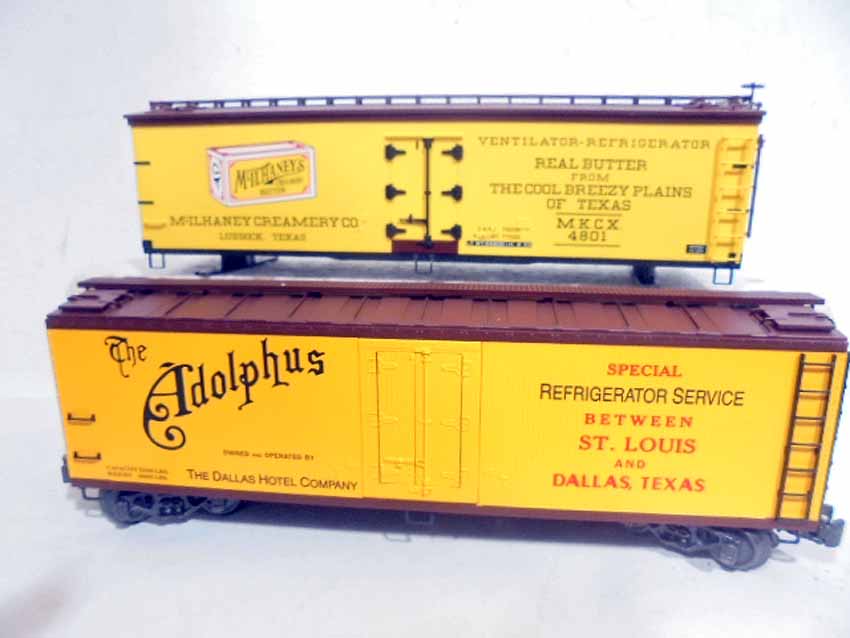 McILHANEY'S
BUTTER
McILHANEY CREAMERY CO.
LUBBOCK, TEXAS
VENTILATOR-REFRIGERATOR
REAL BUTTER
FROM
THE COOL BREEZY PLAINS
OF TEXAS
M.K.C.X.
4801
The
Adolphus
OWNED AND OPERATED BY
THE DALLAS HOTEL COMPANY
SPECIAL
REFRIGERATOR SERVICE
BETWEEN
ST. LOUIS
AND
DALLAS, TEXAS